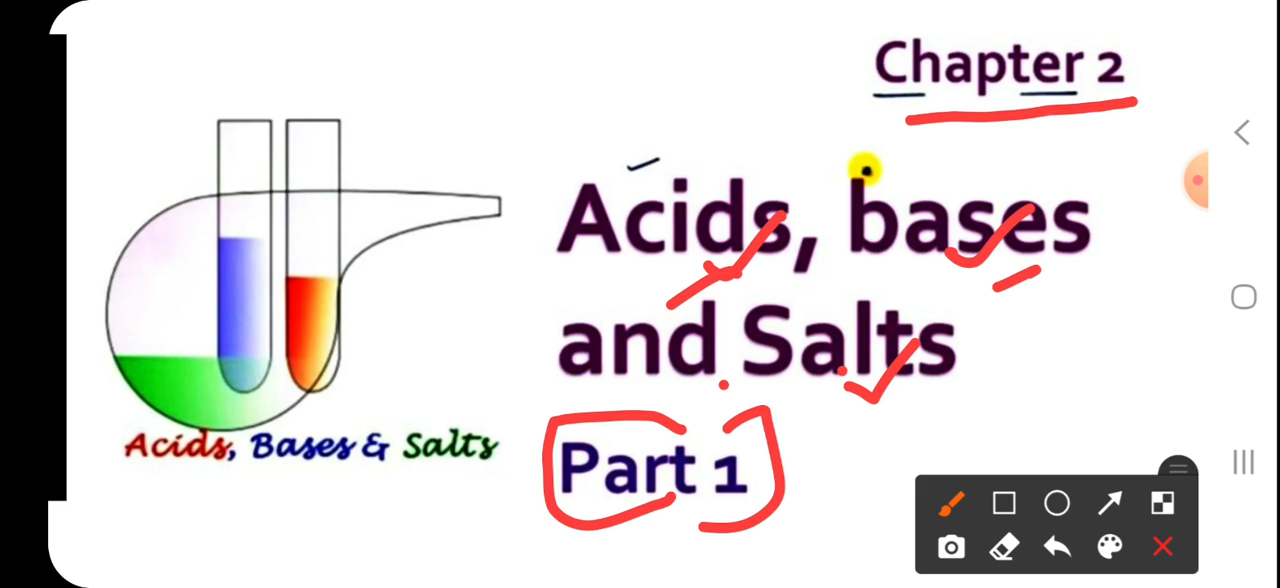 Chapter 2
Acids, bases
and Salts
Part 1
Acids, Bases & Salts